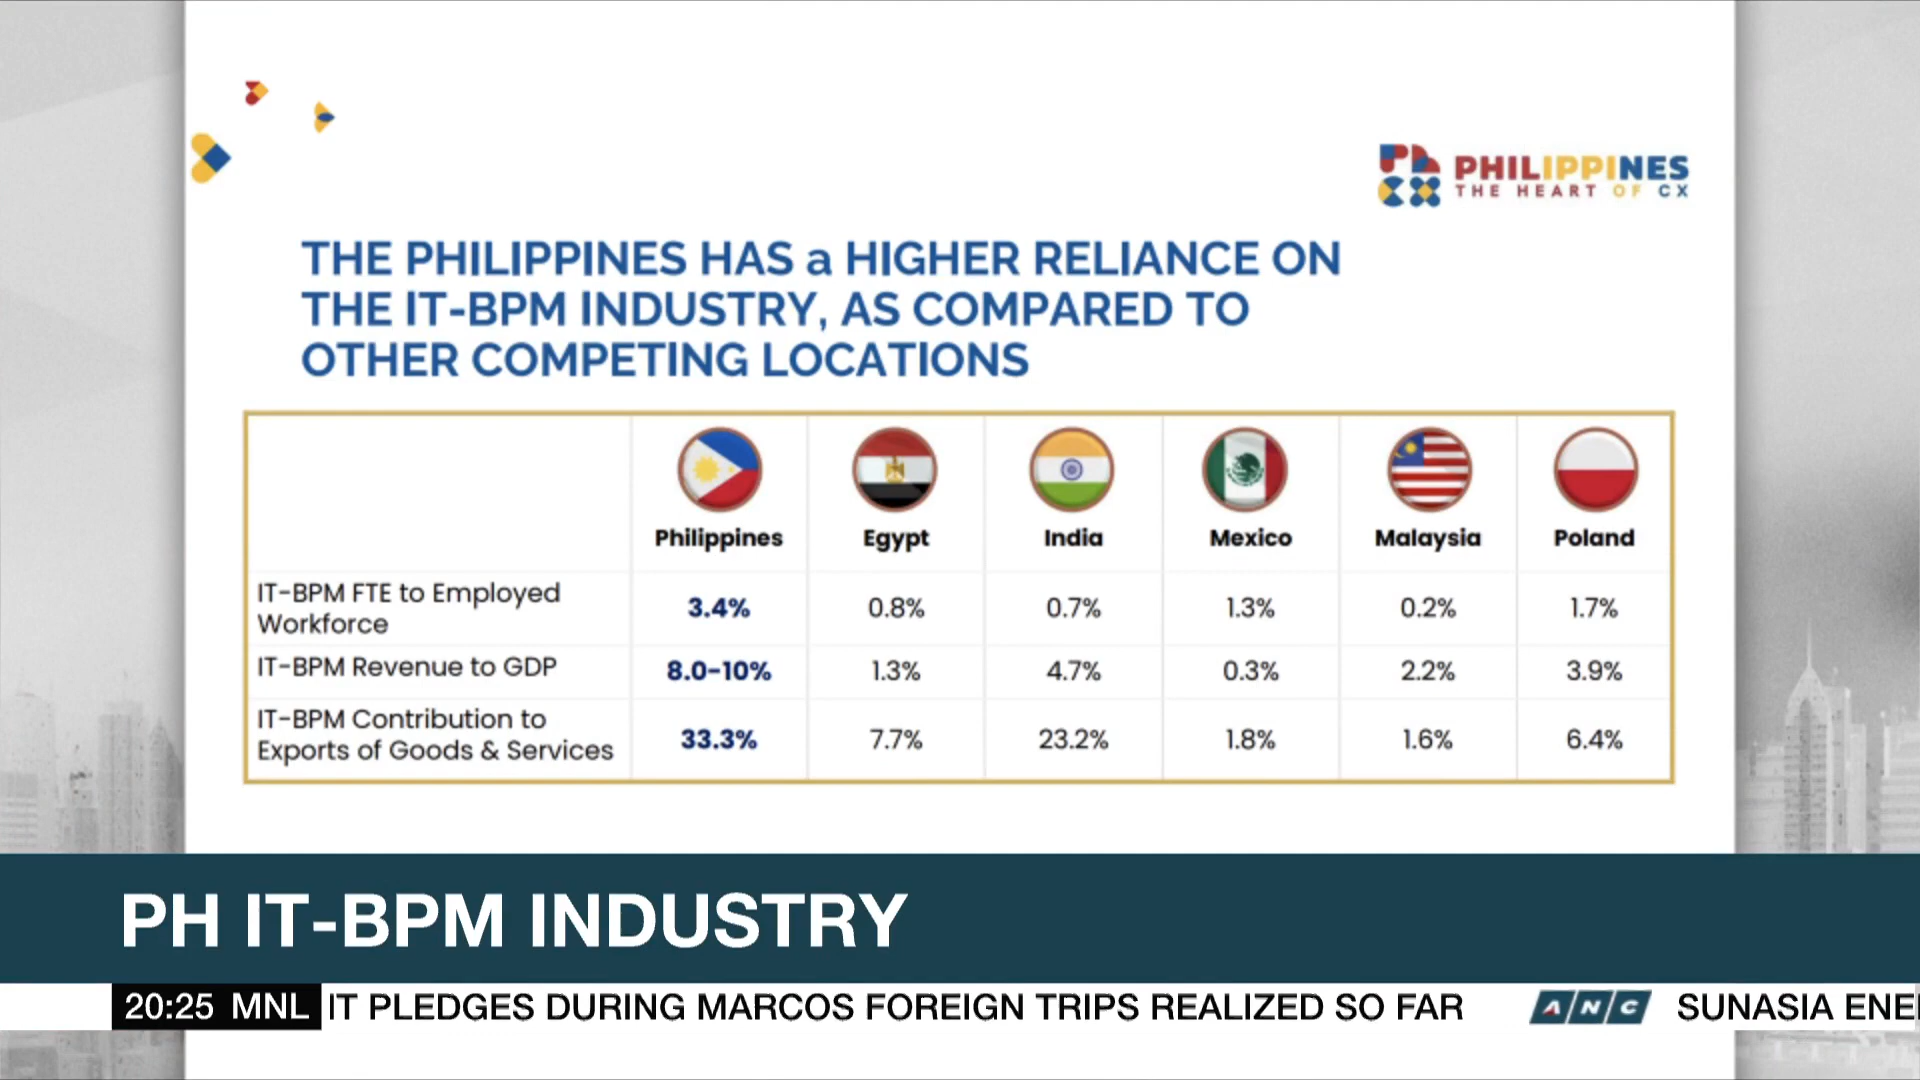 PHILIPPINES
THE HEART OF CX
THE PHILIPPINES HAS a HIGHER RELIANCE ON
THE IT-BPM INDUSTRY, AS COMPARED TO
OTHER COMPETING LOCATIONS
Philippines Egypt India Mexico Malaysia Poland
IT-BPM FTE to Employed
Workforce
3.4% 0.8% 0.7% 1.3% 0.2% 1.7%
IT-BPM Revenue to GDP 8.0-10% 1.3% 4.7% 0.3% 2.2% 3.9%
IT-BPM Contribution to
Exports of Goods & Services
33.3% 7.7% 23.2% 1.8% 1.6% 6.4%
PH IT-BPM INDUSTRY
20:25 MNL IT PLEDGES DURING MARCOS FOREIGN TRIPS REALIZED SO FAR ANC SUNASIA